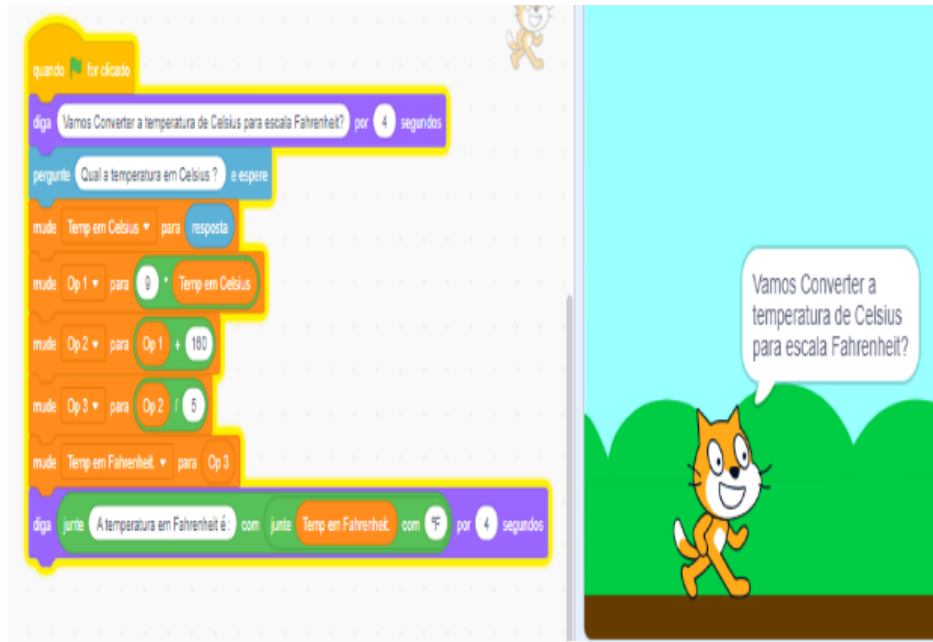 quando for clicado
diga Vamos Converter a temperatura de Celsius para escala Fahrenheit? por 4 segundos
pergunte Qual a temperatura em Celsius ? e espere
mude Temp em Celsius para resposta
mude Op 1 para 9 * Temp em Celsius
mude Op 2 para Op 1 + 160
mude Op 3 para Op 2 / 5
mude Temp em Fahrenheit. para Op 3
diga junte A temperatura em Fahrenheit é : com junte Temp em Fahrenheit. com ºF por 4 segundos
Vamos Converter a
temperatura de Celsius
para escala Fahrenheit?